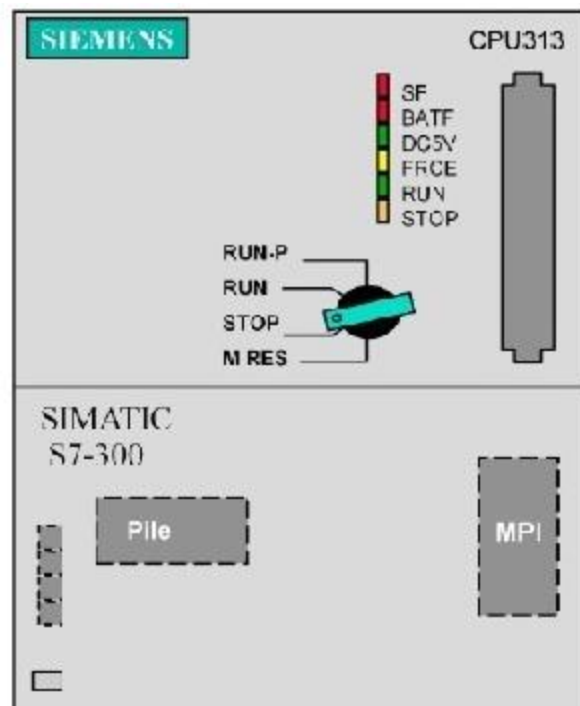 SIEMENS
CPU313
SF
BATF
DC5V
FRCE
RUN
STOP
RUN-P
RUN
STOP
M RES
SIMATIC
S7-300
Pile
MPI